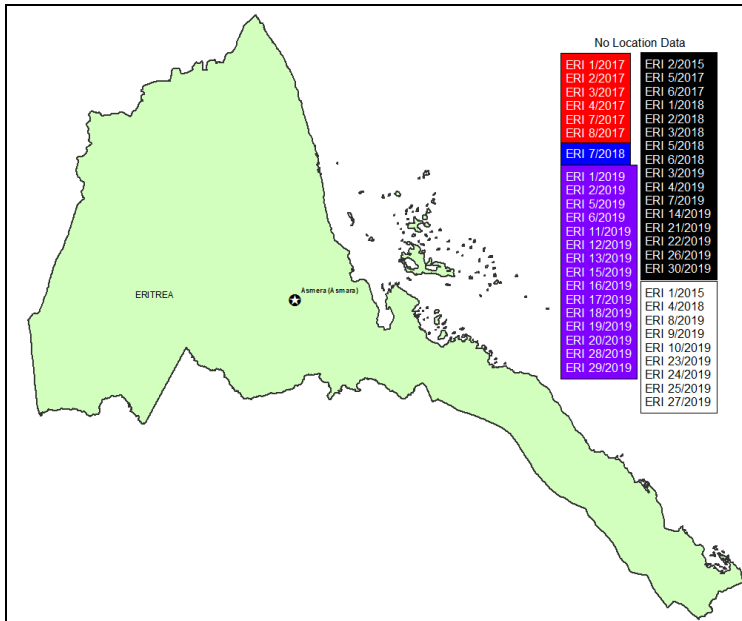 No Location Data
ERI 1/2017
ERI 2/2017
ERI 3/2017
ERI 4/2017
ERI 7/2017
ERI 8/2017
ERI 7/2018
ERI 1/2019
ERI 2/2019
ERI 5/2019
ERI 6/2019
ERI 11/2019
ERI 12/2019
ERI 13/2019
ERI 15/2019
ERI 16/2019
ERI 17/2019
ERI 18/2019
ERI 19/2019
ERI 20/2019
ERI 28/2019
ERI 29/2019
ERI 2/2015
ERI 5/2017
ERI 6/2017
ERI 1/2018
ERI 2/2018
ERI 3/2018
ERI 5/2018
ERI 6/2018
ERI 3/2019
ERI 4/2019
ERI 7/2019
ERI 14/2019
ERI 21/2019
ERI 22/2019
ERI 26/2019
ERI 30/2019
ERI 1/2015
ERI 4/2018
ERI 8/2019
ERI 9/2019
ERI 10/2019
ERI 23/2019
ERI 24/2019
ERI 25/2019
ERI 27/2019
Asmera (Asmara)
ERITREA